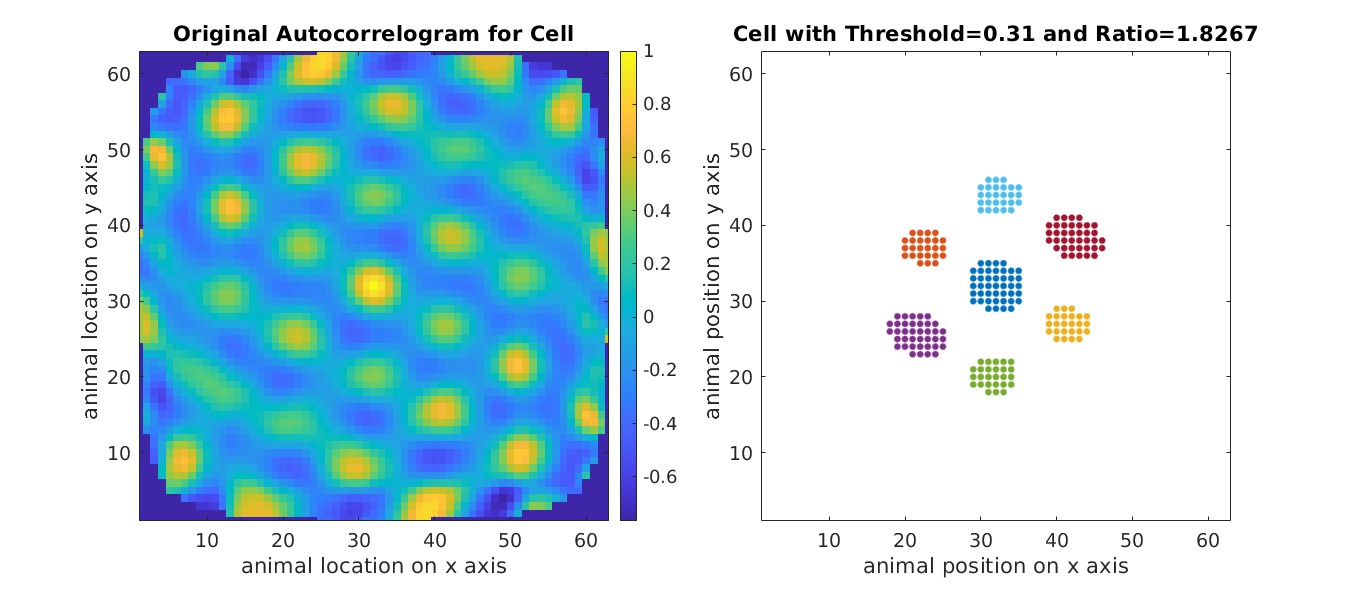 Original Autocorrelogram for Cell
60
50
40
30
20
10
10 20 30 40 50 60
animal location on y axis
animal location on x axis
1
0.8
0.6
0.4
0.2
0
-0.2
-0.4
-0.6
Cell with Threshold=0.31 and Ratio=1.8267
60
50
40
30
20
10
10 20 30 40 50 60
animal position on y axis
animal position on x axis